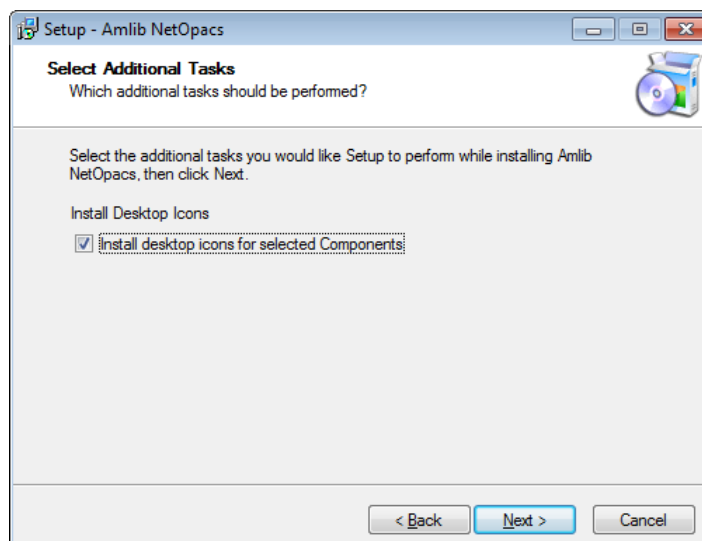 Setup - Amlib NetOpacs
Select Additional Tasks
Which additional tasks should be performed?
Select the additional tasks you would like Setup to perform while installing Amlib
NetOpacs, then click Next.
Install Desktop Icons
Install desktop icons for selected Components
< Back Next > Cancel